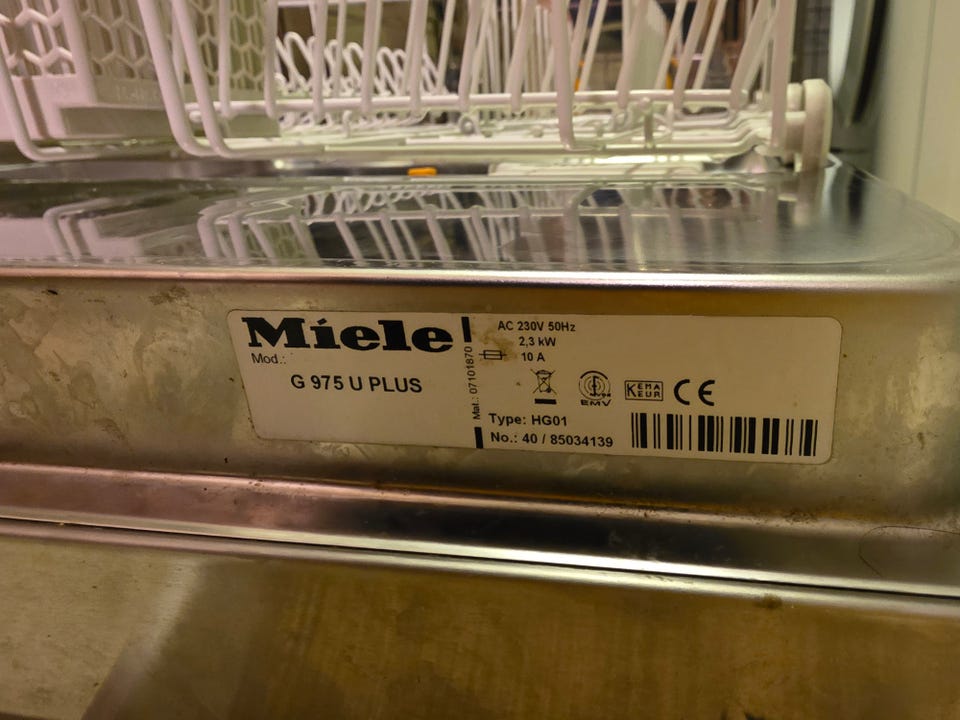 Miele
Mod.:
G 975 U PLUS
Mat.: 07101870
AC 230V 50Hz
2,3 kW
10 A
EMV
KEMA
KEUR
CE
Type: HG01
No.: 40 / 85034139